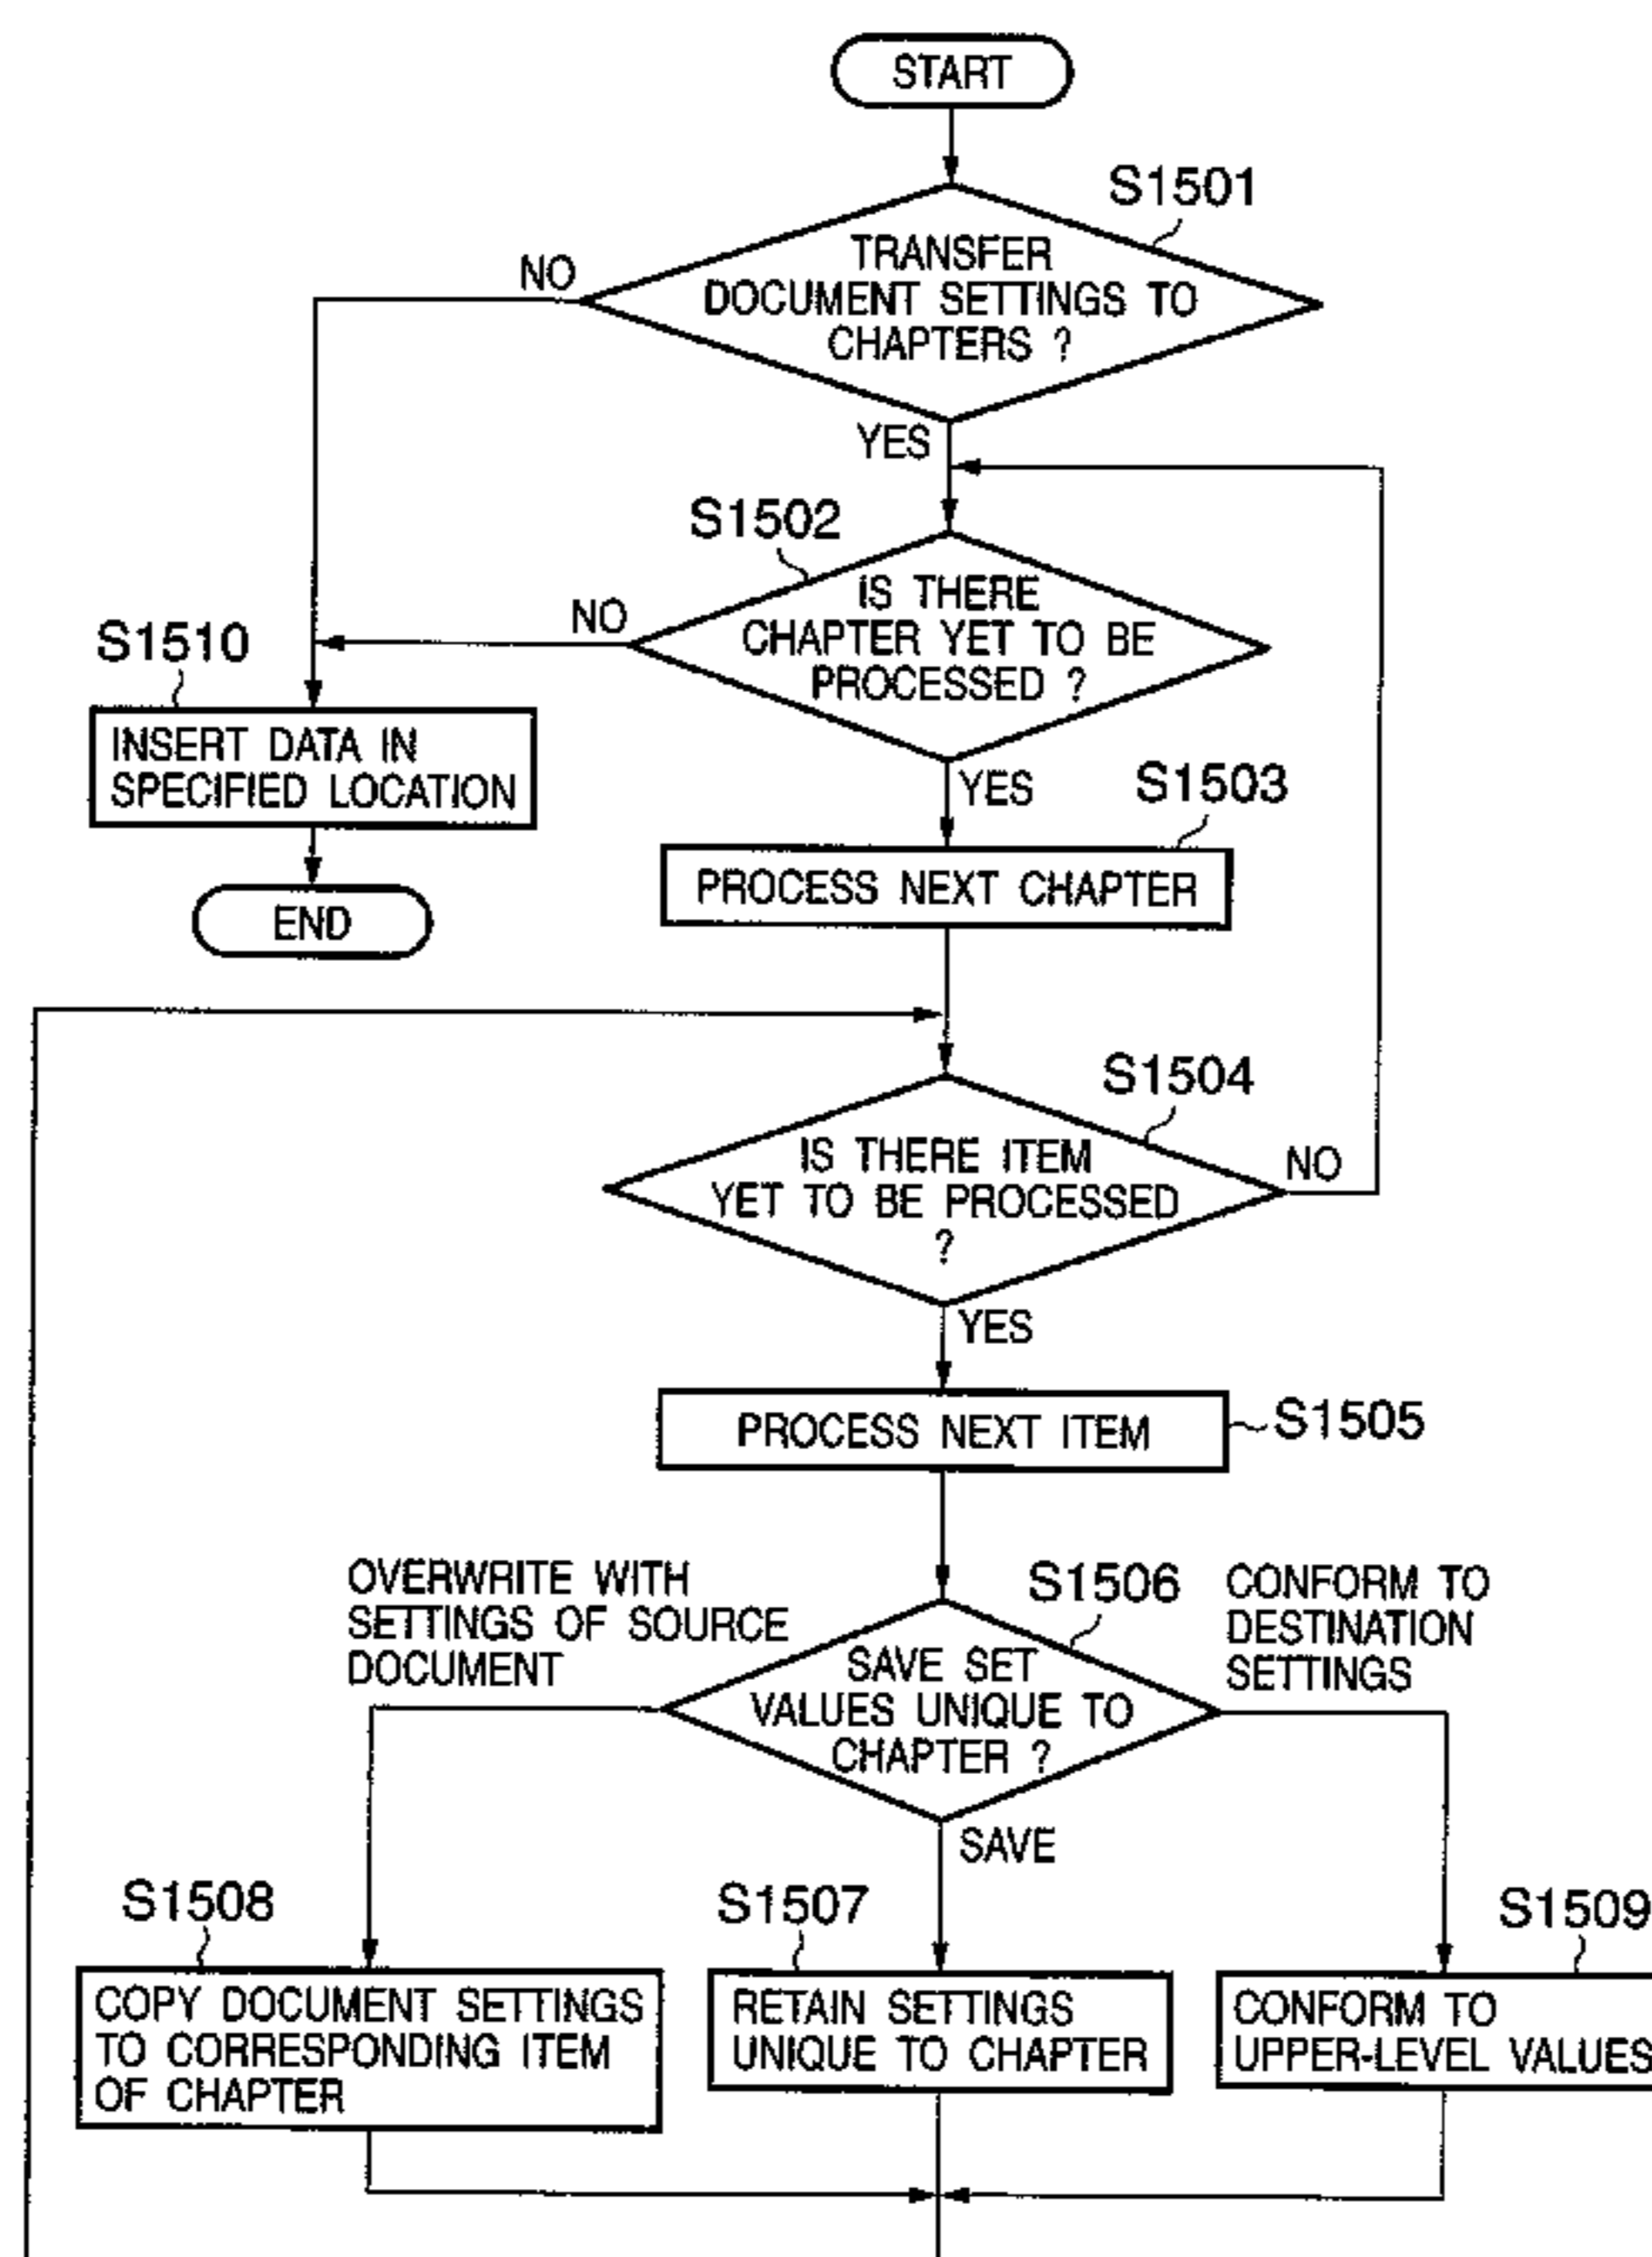 START
S1501
TRANSFER
DOCUMENT SETTINGS TO
CHAPTERS ?
NO
YES
S1502
IS THERE
CHAPTER YET TO BE
PROCESSED ?
NO
S1510
INSERT DATA IN
SPECIFIED LOCATION
YES
S1503
PROCESS NEXT CHAPTER
END
S1504
IS THERE ITEM
YET TO BE PROCESSED
?
NO
YES
PROCESS NEXT ITEM
S1505
OVERWRITE WITH
SETTINGS OF SOURCE
DOCUMENT
S1506
SAVE SET
VALUES UNIQUE TO
CHAPTER ?
CONFORM TO
DESTINATION
SETTINGS
SAVE
S1508
COPY DOCUMENT SETTINGS
TO CORRESPONDING ITEM
OF CHAPTER
S1507
RETAIN SETTINGS
UNIQUE TO CHAPTER
S1509
CONFORM TO
UPPER-LEVEL VALUES